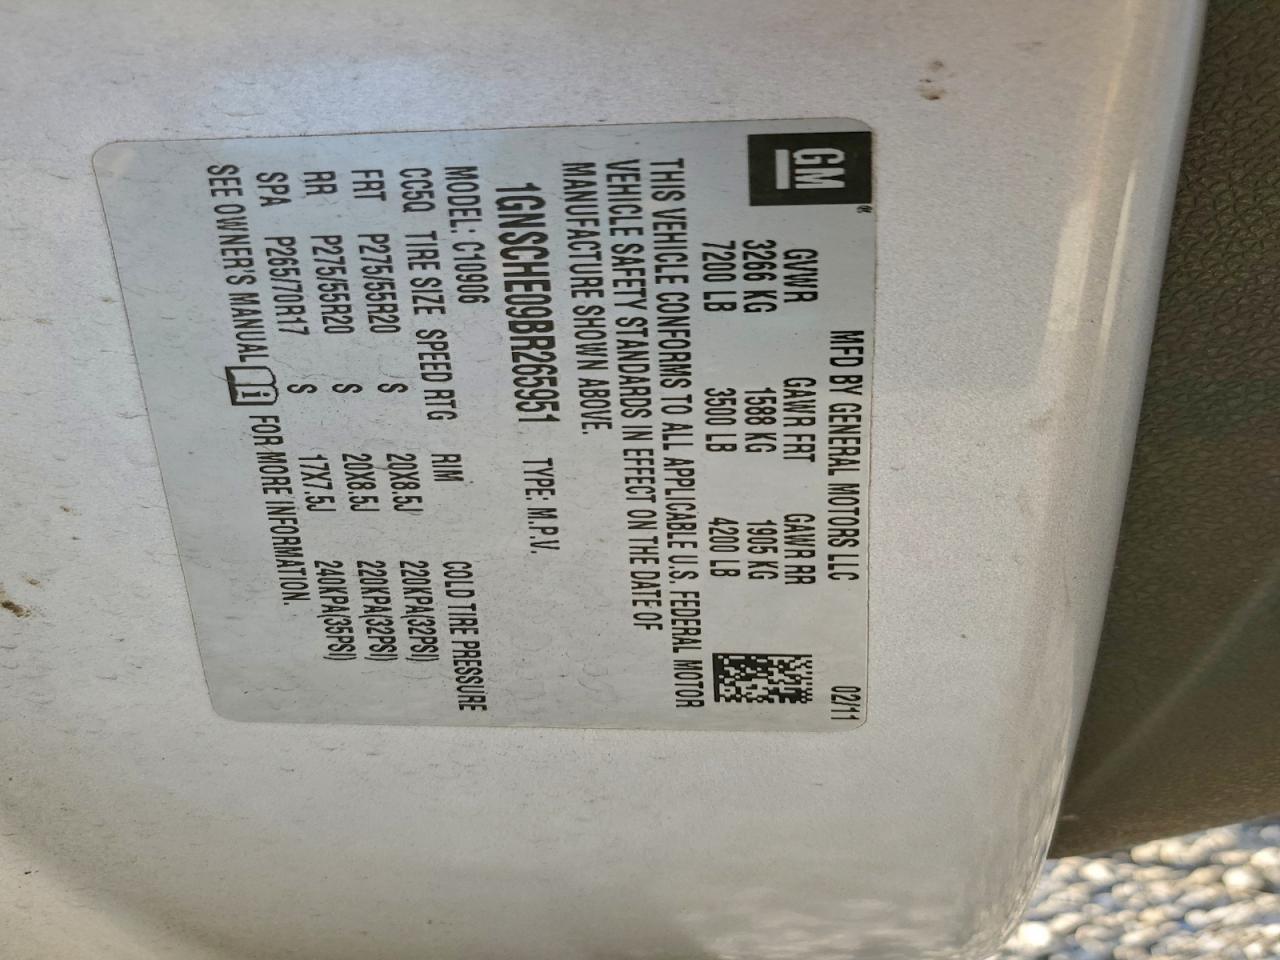 GM®
MFD BY GENERAL MOTORS LLC 02/11
GVWR GAWR FRT GAWR RR
3266 KG 1588 KG 1905 KG
7200 LB 3500 LB 4200 LB
THIS VEHICLE CONFORMS TO ALL APPLICABLE U.S. FEDERAL MOTOR
VEHICLE SAFETY STANDARDS IN EFFECT ON THE DATE OF
MANUFACTURE SHOWN ABOVE.
1GNSCHE09BR265951 TYPE: M.P.V.
MODEL: C10906
CC5Q TIRE SIZE SPEED RTG RIM COLD TIRE PRESSURE
FRT P275/55R20 S 20X8.5J 220KPA(32PSI)
RR P275/55R20 S 20X8.5J 220KPA(32PSI)
SPA P265/70R17 S 17X7.5J 240KPA(35PSI)
SEE OWNER'S MANUAL i FOR MORE INFORMATION.